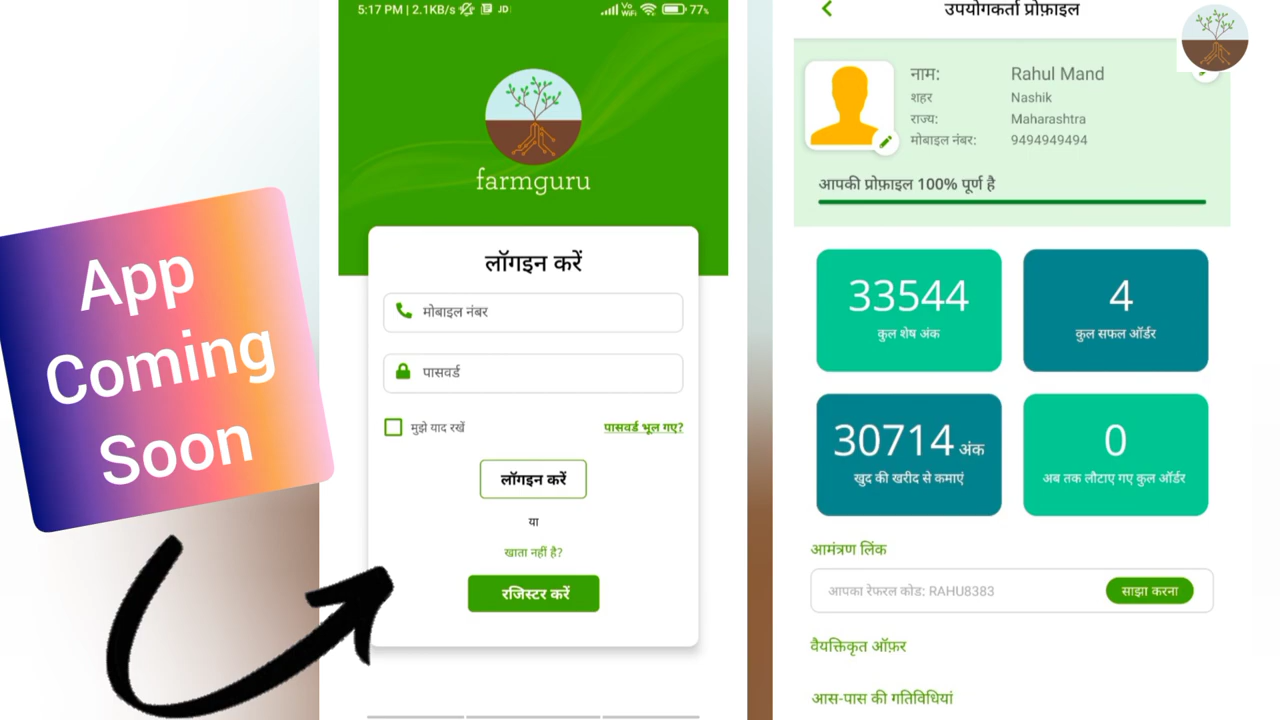 App
Coming
Soon
5:17 PM | 2.1KB/s JD Vo WiFi 77%
farmguru
लॉगइन करें
मोबाइल नंबर
पासवर्ड
मुझे याद रखें पासवर्ड भूल गए?
लॉगइन करें
या
खाता नहीं है?
रजिस्टर करें
उपयोगकर्ता प्रोफ़ाइल
नाम: Rahul Mand
शहर Nashik
राज्य: Maharashtra
मोबाइल नंबर: 9494949494
आपकी प्रोफ़ाइल 100% पूर्ण है
33544 4
कुल शेष अंक कुल सफल ऑर्डर
30714 अंक 0
खुद की खरीद से कमाएं अब तक लौटाए गए कुल ऑर्डर
आमंत्रण लिंक
आपका रेफरल कोड: RAHU8383 साझा करना
वैयक्तिकृत ऑफ़र
आस-पास की गतिविधियां